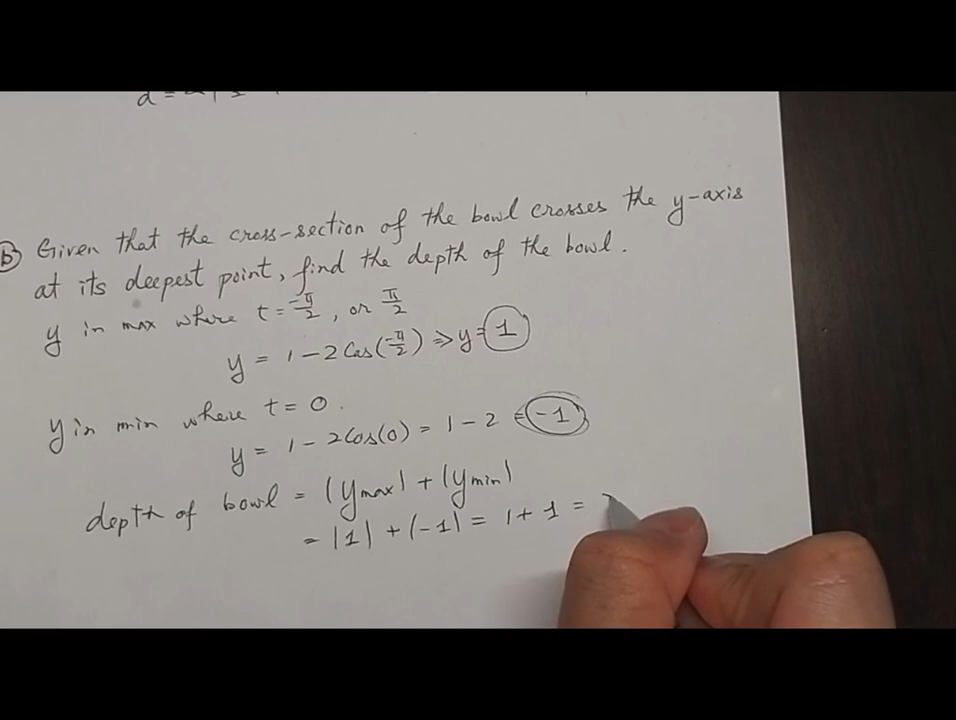 d =
(b) Given that the cross-section of the bowl crosses the y-axis
at its deepest point, find the depth of the bowl.
y in max where t = -π/2, or π/2
y = 1 - 2 Cos(-π/2) ⇒ y = 1
y in min where t = 0.
y = 1 - 2Cos(0) = 1 - 2 = -1
depth of bowl = |ymax| + |ymin|
= |1| + |-1| = 1 + 1 =